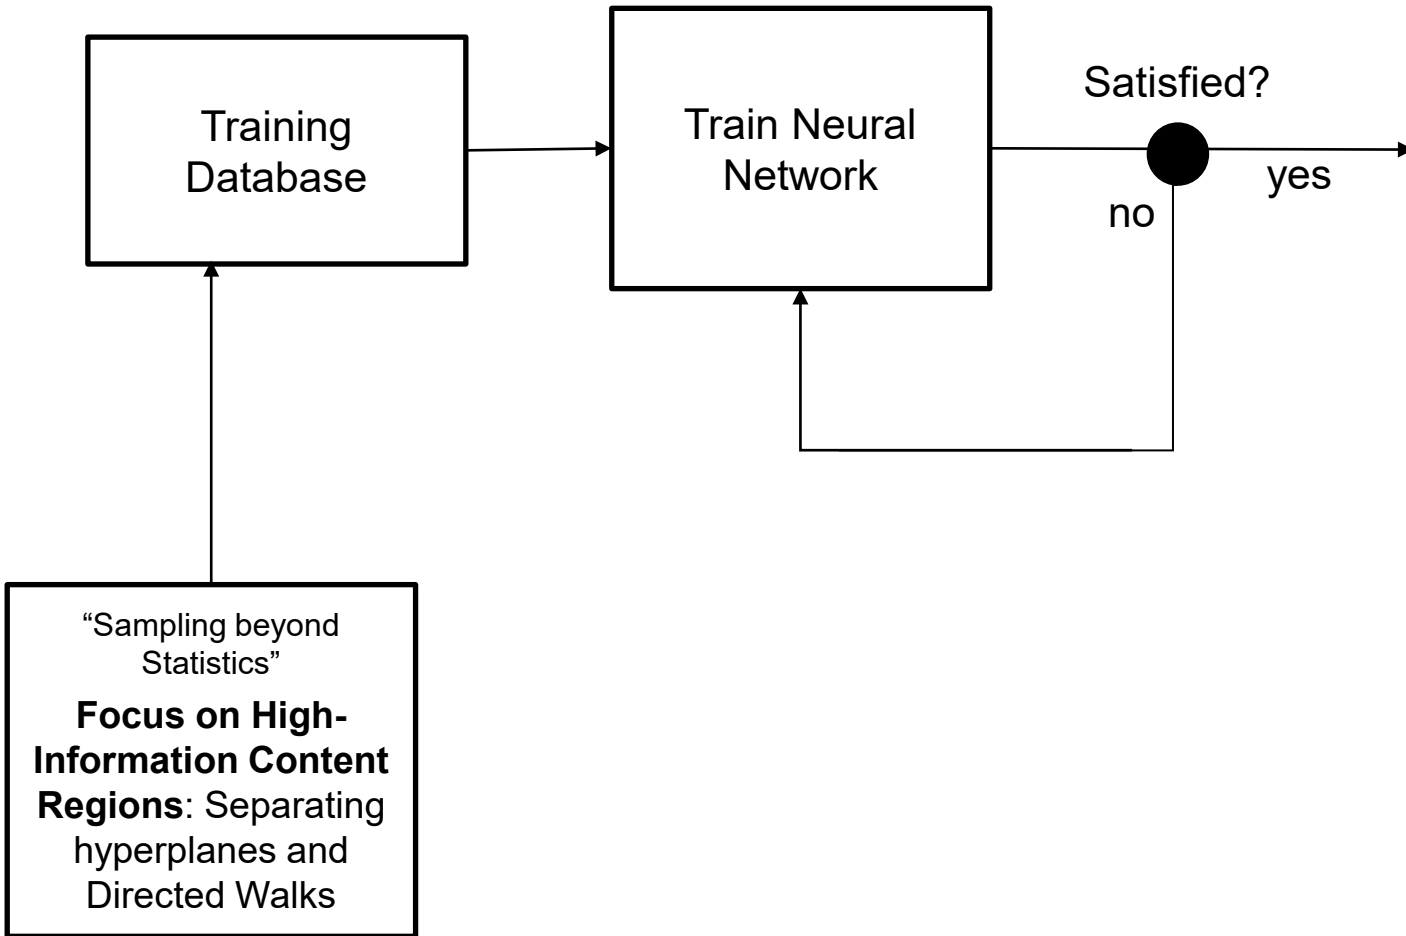 Training
Database
Train Neural
Network
Satisfied?
yes
no
“Sampling beyond
Statistics”
Focus on High-
Information Content
Regions: Separating
hyperplanes and
Directed Walks